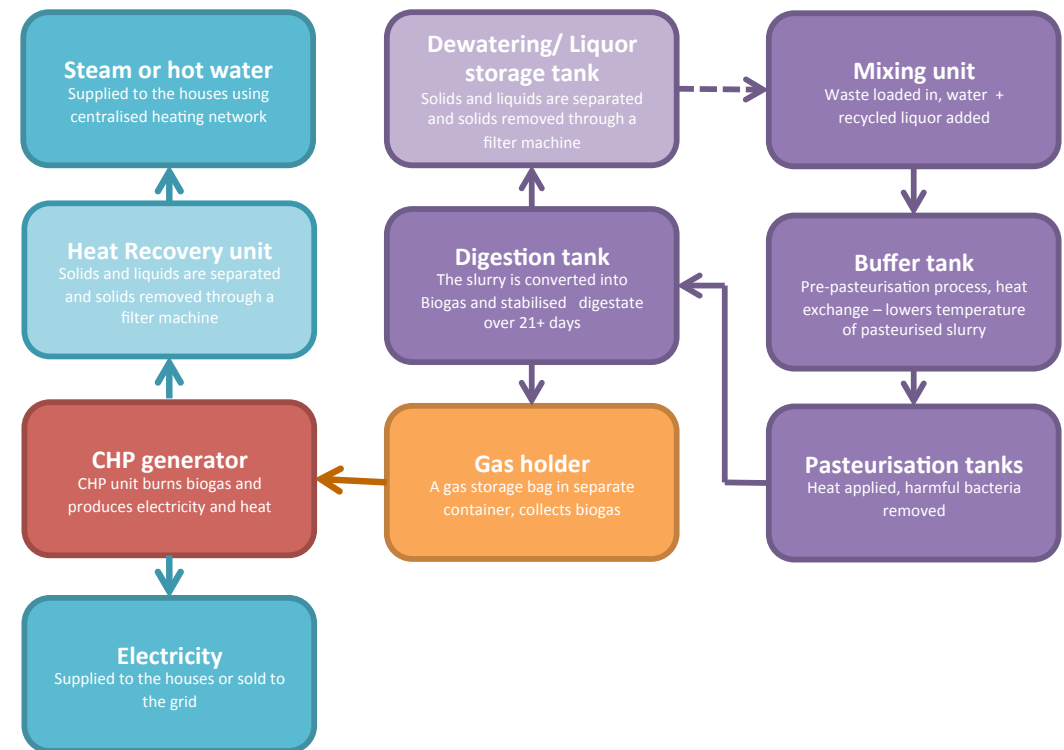 Steam or hot water
Supplied to the houses using
centralised heating network
Dewatering/ Liquor
storage tank
Solids and liquids are separated
and solids removed through a
filter machine
Mixing unit
Waste loaded in, water +
recycled liquor added
Heat Recovery unit
Solids and liquids are separated
and solids removed through a
filter machine
Digestion tank
The slurry is converted into
Biogas and stabilised digestate
over 21+ days
Buffer tank
Pre-pasteurisation process, heat
exchange – lowers temperature
of pasteurised slurry
CHP generator
CHP unit burns biogas and
produces electricity and heat
Gas holder
A gas storage bag in separate
container, collects biogas
Pasteurisation tanks
Heat applied, harmful bacteria
removed
Electricity
Supplied to the houses or sold to
the grid